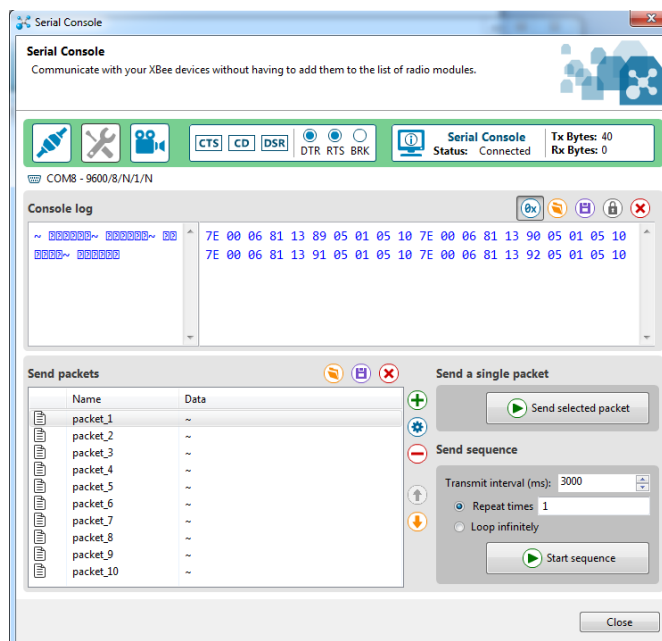 Serial Console
Serial Console
Communicate with your XBee devices without having to add them to the list of radio modules.
CTS CD DSR DTR RTS BRK
Serial Console
Status: Connected
Tx Bytes: 40
Rx Bytes: 0
COM8 - 9600/8/N/1/N
Console log
0x
~ ~ ~
7E 00 06 81 13 89 05 01 05 10 7E 00 06 81 13 90 05 01 05 10
~
7E 00 06 81 13 91 05 01 05 10 7E 00 06 81 13 92 05 01 05 10
Send packets
Name Data
packet_1 ~
packet_2 ~
packet_3 ~
packet_4 ~
packet_5 ~
packet_6 ~
packet_7 ~
packet_8 ~
packet_9 ~
packet_10 ~
Send a single packet
Send selected packet
Send sequence
Transmit interval (ms): 3000
Repeat times 1
Loop infinitely
Start sequence
Close